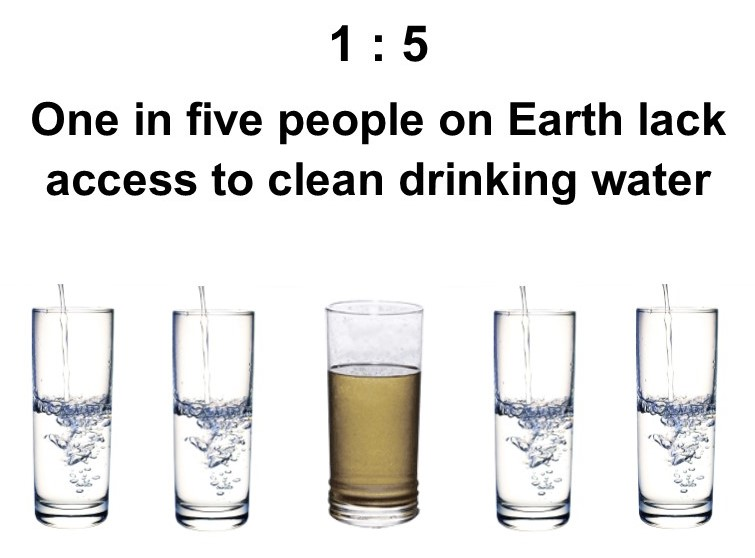 1 : 5
One in five people on Earth lack
access to clean drinking water